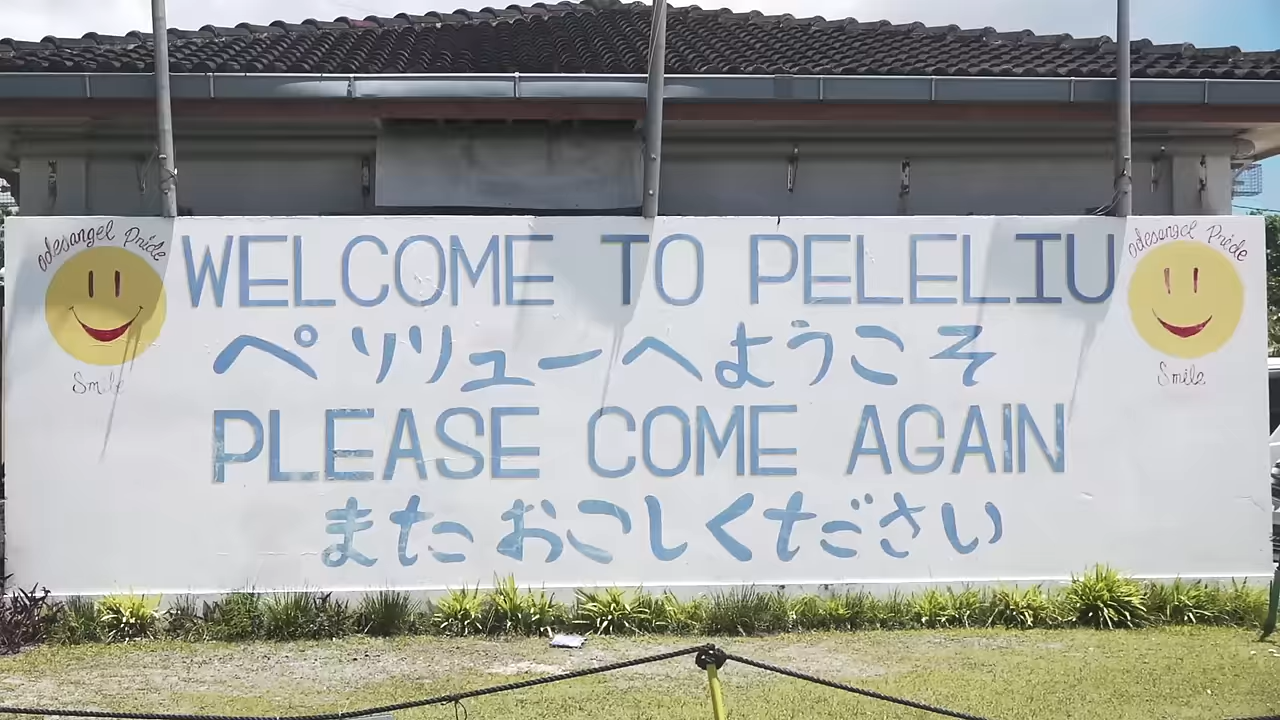 odesangel Pride
Smile
WELCOME TO PELELIU
ペリリューへようこそ
PLEASE COME AGAIN
またおこしください
odesangel Pride
Smile